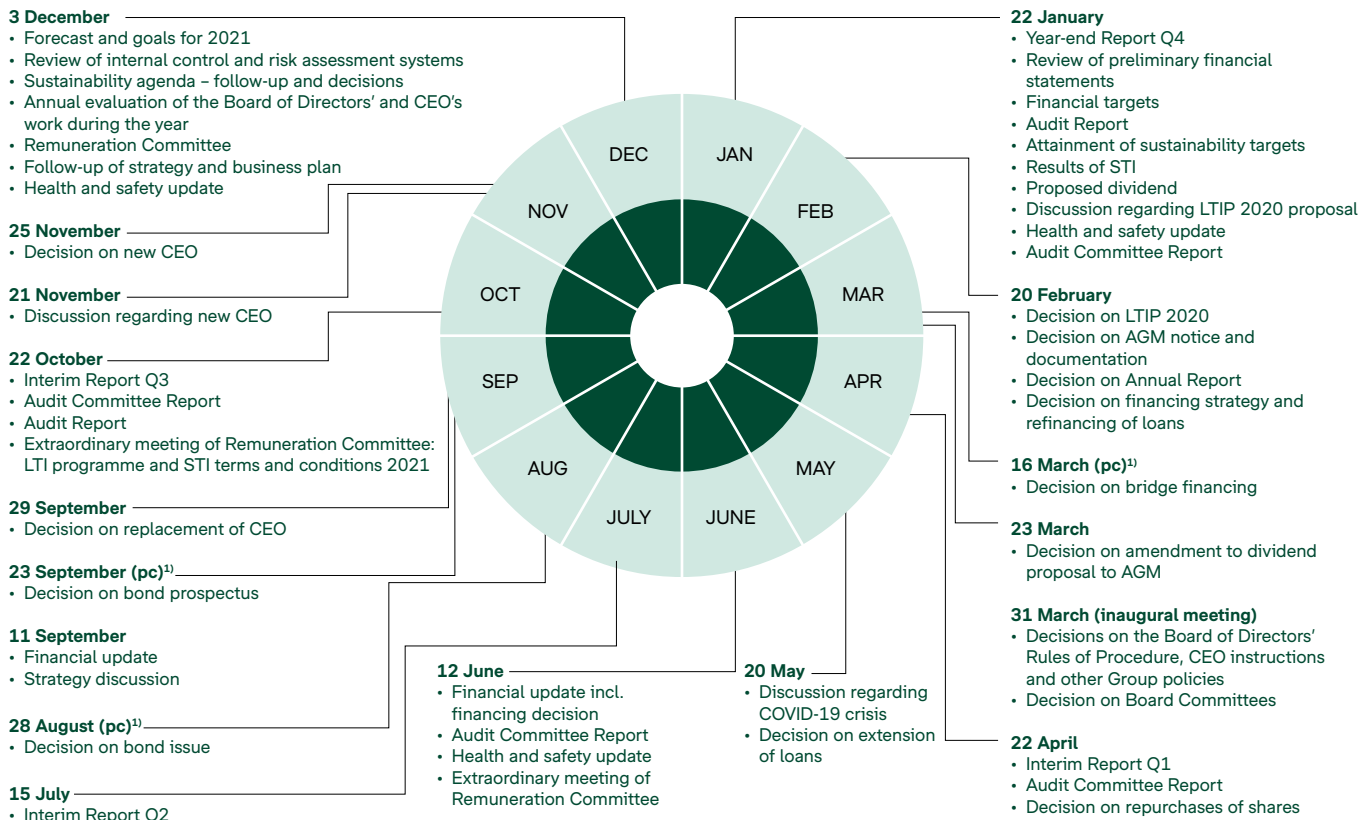 3 December
• Forecast and goals for 2021
• Review of internal control and risk assessment systems
• Sustainability agenda – follow-up and decisions
• Annual evaluation of the Board of Directors' and CEO's
work during the year
• Remuneration Committee
• Follow-up of strategy and business plan
• Health and safety update
25 November
• Decision on new CEO
21 November
• Discussion regarding new CEO
22 October
• Interim Report Q3
• Audit Committee Report
• Audit Report
• Extraordinary meeting of Remuneration Committee:
LTI programme and STI terms and conditions 2021
29 September
• Decision on replacement of CEO
23 September (pc)¹⁾
• Decision on bond prospectus
11 September
• Financial update
• Strategy discussion
28 August (pc)¹⁾
• Decision on bond issue
15 July
• Interim Report Q2
DEC
JAN
NOV
FEB
OCT
MAR
SEP
APR
AUG
MAY
JULY
JUNE
12 June
• Financial update incl.
financing decision
• Audit Committee Report
• Health and safety update
• Extraordinary meeting of
Remuneration Committee
20 May
• Discussion regarding
COVID-19 crisis
• Decision on extension
of loans
22 January
• Year-end Report Q4
• Review of preliminary financial
statements
• Financial targets
• Audit Report
• Attainment of sustainability targets
• Results of STI
• Proposed dividend
• Discussion regarding LTIP 2020 proposal
• Health and safety update
• Audit Committee Report
20 February
• Decision on LTIP 2020
• Decision on AGM notice and
documentation
• Decision on Annual Report
• Decision on financing strategy and
refinancing of loans
16 March (pc)¹⁾
• Decision on bridge financing
23 March
• Decision on amendment to dividend
proposal to AGM
31 March (inaugural meeting)
• Decisions on the Board of Directors'
Rules of Procedure, CEO instructions
and other Group policies
• Decision on Board Committees
22 April
• Interim Report Q1
• Audit Committee Report
• Decision on repurchases of shares